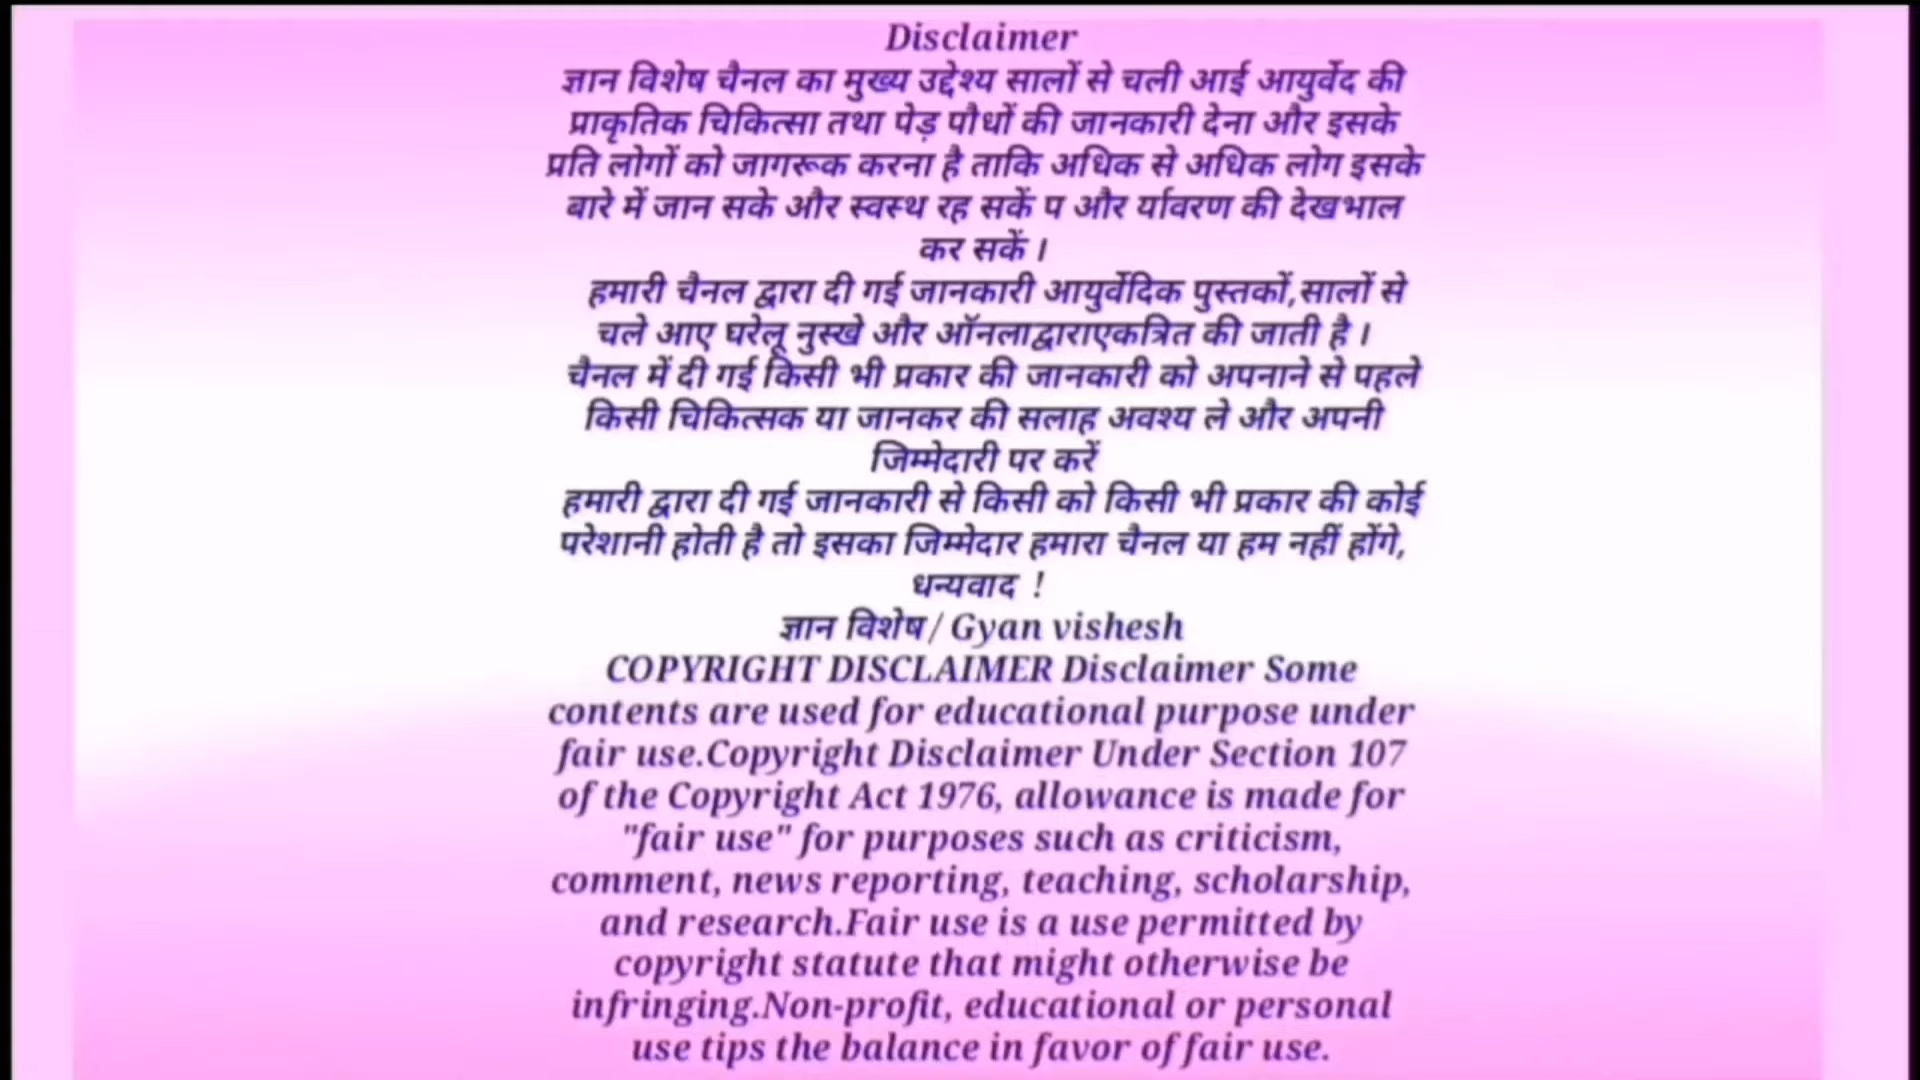 Disclaimer
ज्ञान विशेष चैनल का मुख्य उद्देश्य सालों से चली आई आयुर्वेद की
प्राकृतिक चिकित्सा तथा पेड़ पौधों की जानकारी देना और इसके
प्रति लोगों को जागरूक करना है ताकि अधिक से अधिक लोग इसके
बारे में जान सके और स्वस्थ रह सकें प और र्यावरण की देखभाल
कर सकें ।
हमारी चैनल द्वारा दी गई जानकारी आयुर्वेदिक पुस्तकों,सालों से
चले आए घरेलू नुस्खे और ऑनलाद्वाराएकत्रित की जाती है ।
चैनल में दी गई किसी भी प्रकार की जानकारी को अपनाने से पहले
किसी चिकित्सक या जानकर की सलाह अवश्य ले और अपनी
जिम्मेदारी पर करें
हमारी द्वारा दी गई जानकारी से किसी को किसी भी प्रकार की कोई
परेशानी होती है तो इसका जिम्मेदार हमारा चैनल या हम नहीं होंगे,
धन्यवाद !
ज्ञान विशेष/ Gyan vishesh
COPYRIGHT DISCLAIMER Disclaimer Some
contents are used for educational purpose under
fair use.Copyright Disclaimer Under Section 107
of the Copyright Act 1976, allowance is made for
"fair use" for purposes such as criticism,
comment, news reporting, teaching, scholarship,
and research.Fair use is a use permitted by
copyright statute that might otherwise be
infringing.Non-profit, educational or personal
use tips the balance in favor of fair use.